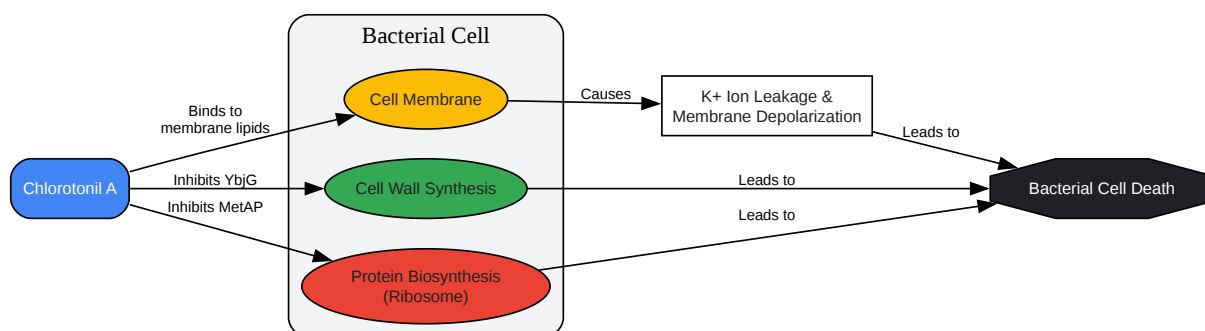 Bacterial Cell
Chlorotonil A
Binds to
membrane lipids
Inhibits YbjG
Inhibits MetAP
Cell Membrane
Cell Wall Synthesis
Protein Biosynthesis
(Ribosome)
Causes
K+ Ion Leakage &
Membrane Depolarization
Leads to
Leads to
Leads to
Bacterial Cell Death